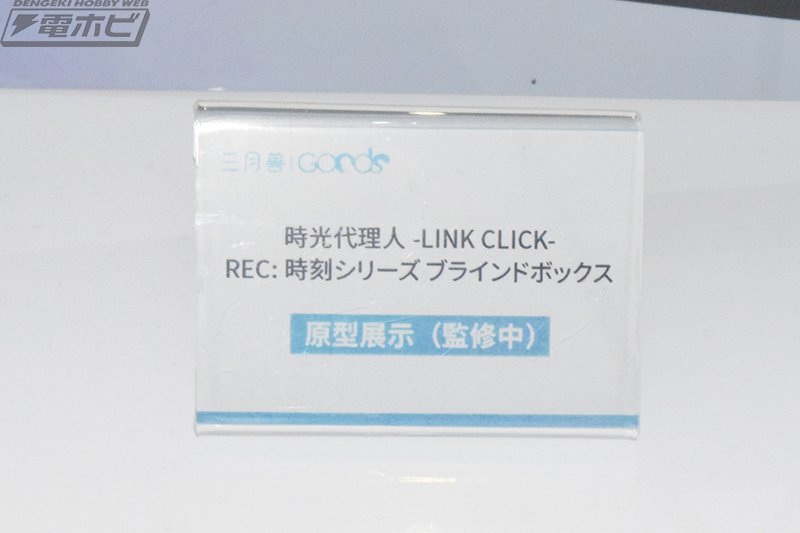 DENGEKI HOBBY WEB
電ホビ
三月兽|GOODS
時光代理人 -LINK CLICK-
REC: 時刻シリーズ ブラインドボックス
原型展示（監修中）